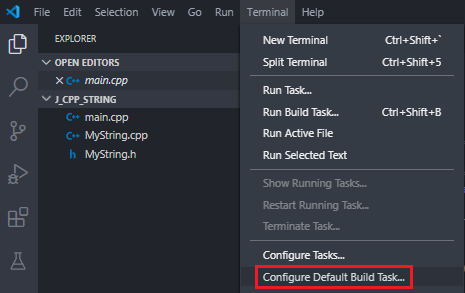 File Edit Selection View Go Run Terminal Help
EXPLORER
OPEN EDITORS
main.cpp
J_CPP_STRING
main.cpp
MyString.cpp
h MyString.h
New Terminal Ctrl+Shift+`
Split Terminal Ctrl+Shift+5
Run Task...
Run Build Task... Ctrl+Shift+B
Run Active File
Run Selected Text
Show Running Tasks...
Restart Running Task...
Terminate Task...
Configure Tasks...
Configure Default Build Task...